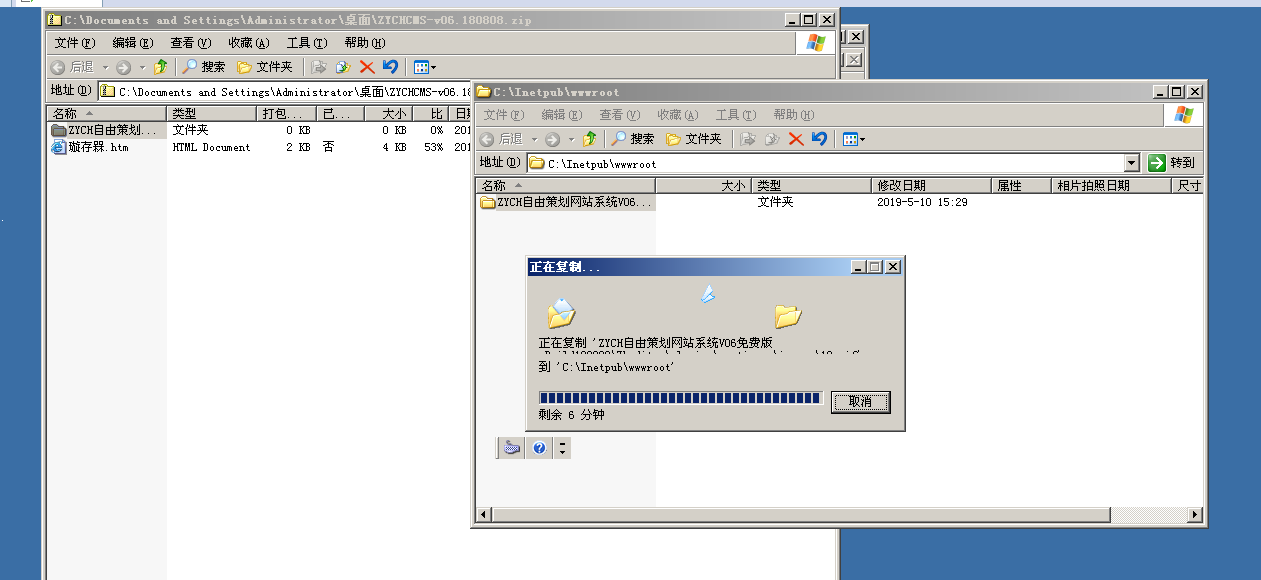 C:\Documents and Settings\Administrator\桌面\ZYCHCMS-v06.180808.zip
文件(F) 编辑(E) 查看(V) 收藏(A) 工具(T) 帮助(H)
后退 搜索 文件夹
地址(D) C:\Documents and Settings\Administrator\桌面\ZYCHCMS-v06.18
名称 类型 打包... 已... 大小 比 日期
ZYCH自由策划... 文件夹 0 KB 0 KB 0% 201
HTML Document 2 KB 否 4 KB 53% 201
C:\Inetpub\wwwroot
文件(F) 编辑(E) 查看(V) 收藏(A) 工具(T) 帮助(H)
后退 搜索 文件夹
地址(D) C:\Inetpub\wwwroot 转到
名称 大小 类型 修改日期 属性 相片拍照日期 尺寸
ZYCH自由策划网站系统V06... 文件夹 2019-5-10 15:29
正在复制...
正在复制 'ZYCH自由策划网站系统V06免费版
到 'C:\Inetpub\wwwroot'
取消
剩余 6 分钟